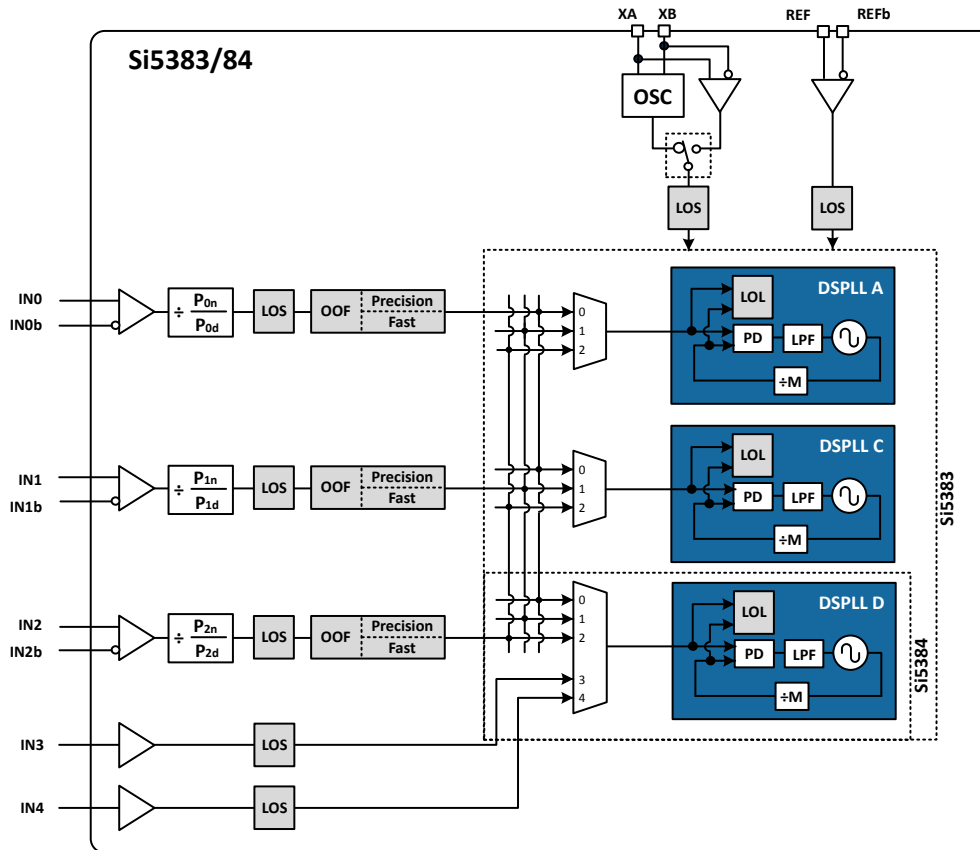 XA XB REF REFb
Si5383/84
OSC
LOS LOS
IN0
IN0b
÷ P0n
P0d
LOS
OOF
Precision
Fast
0
1
2
DSPLL A
LOL
PD
LPF
÷M
IN1
IN1b
÷ P1n
P1d
LOS
OOF
Precision
Fast
0
1
2
DSPLL C
LOL
PD
LPF
÷M
Si5383
IN2
IN2b
÷ P2n
P2d
LOS
OOF
Precision
Fast
0
1
2
3
4
DSPLL D
LOL
PD
LPF
÷M
Si5384
IN3
LOS
IN4
LOS